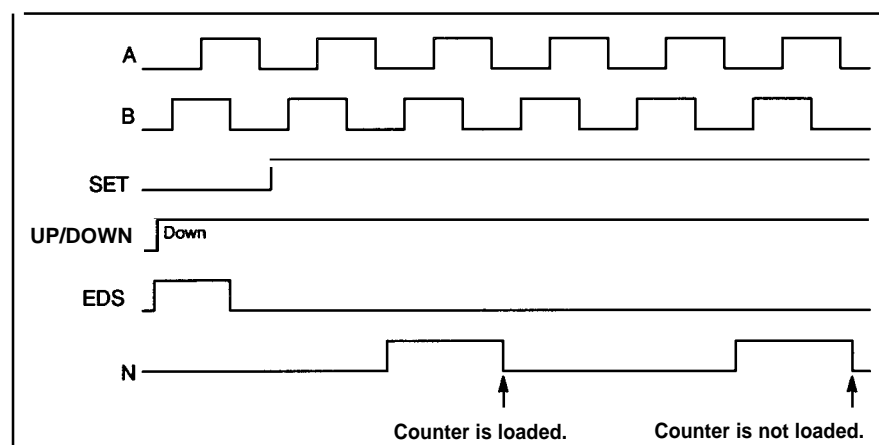 A
B
SET
UP/DOWN Down
EDS
N
Counter is loaded. Counter is not loaded.